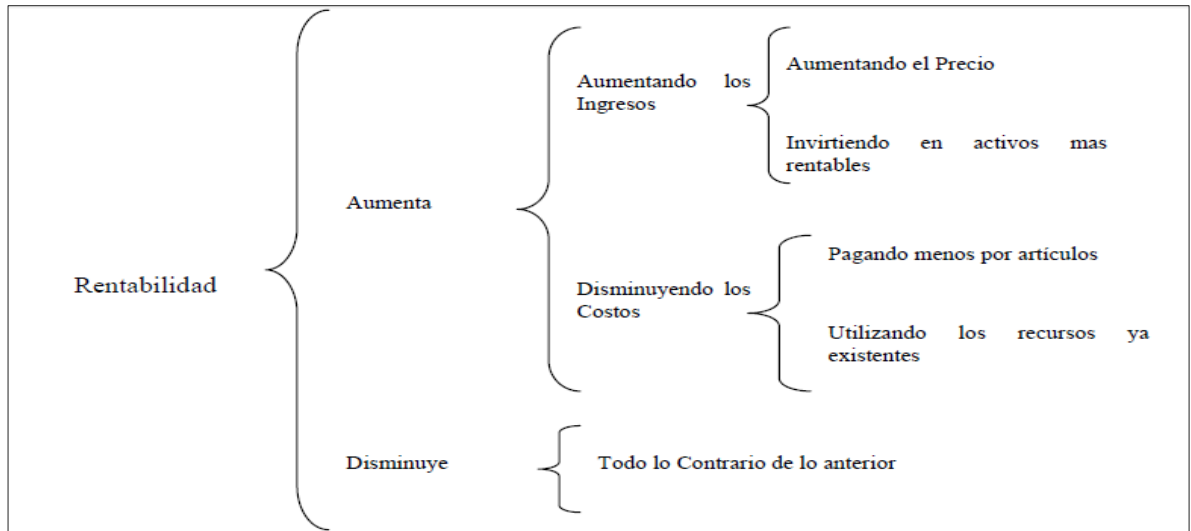 Rentabilidad
Aumenta
Aumentando los
Ingresos
Aumentando el Precio
Invirtiendo en activos mas
rentables
Disminuyendo los
Costos
Pagando menos por artículos
Utilizando los recursos ya
existentes
Disminuye
Todo lo Contrario de lo anterior